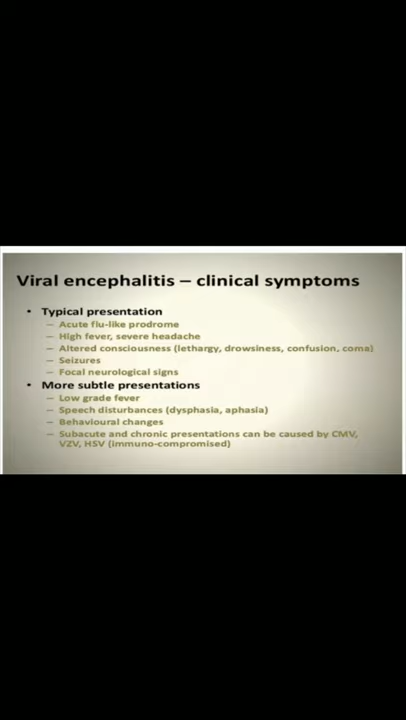 Viral encephalitis – clinical symptoms
• Typical presentation
– Acute flu-like prodrome
– High fever, severe headache
– Altered consciousness (lethargy, drowsiness, confusion, coma)
– Seizures
– Focal neurological signs
• More subtle presentations
– Low grade fever
– Speech disturbances (dysphasia, aphasia)
– Behavioural changes
– Subacute and chronic presentations can be caused by CMV,
VZV, HSV (immuno-compromised)